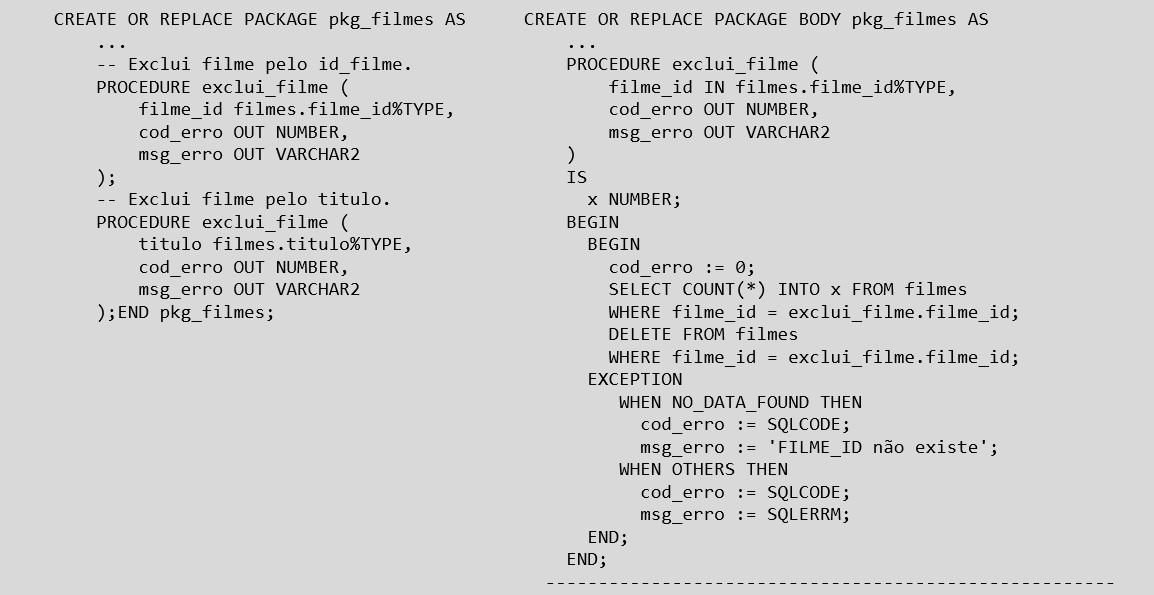 CREATE OR REPLACE PACKAGE pkg_filmes AS
...
-- Exclui filme pelo id_filme.
PROCEDURE exclui_filme (
filme_id filmes.filme_id%TYPE,
cod_erro OUT NUMBER,
msg_erro OUT VARCHAR2
);
-- Exclui filme pelo titulo.
PROCEDURE exclui_filme (
titulo filmes.titulo%TYPE,
cod_erro OUT NUMBER,
msg_erro OUT VARCHAR2
);END pkg_filmes;
CREATE OR REPLACE PACKAGE BODY pkg_filmes AS
...
PROCEDURE exclui_filme (
filme_id IN filmes.filme_id%TYPE,
cod_erro OUT NUMBER,
msg_erro OUT VARCHAR2
)
IS
x NUMBER;
BEGIN
BEGIN
cod_erro := 0;
SELECT COUNT(*) INTO x FROM filmes
WHERE filme_id = exclui_filme.filme_id;
DELETE FROM filmes
WHERE filme_id = exclui_filme.filme_id;
EXCEPTION
WHEN NO_DATA_FOUND THEN
cod_erro := SQLCODE;
msg_erro := 'FILME_ID não existe';
WHEN OTHERS THEN
cod_erro := SQLCODE;
msg_erro := SQLERRM;
END;
END;
------------------------------------------------------